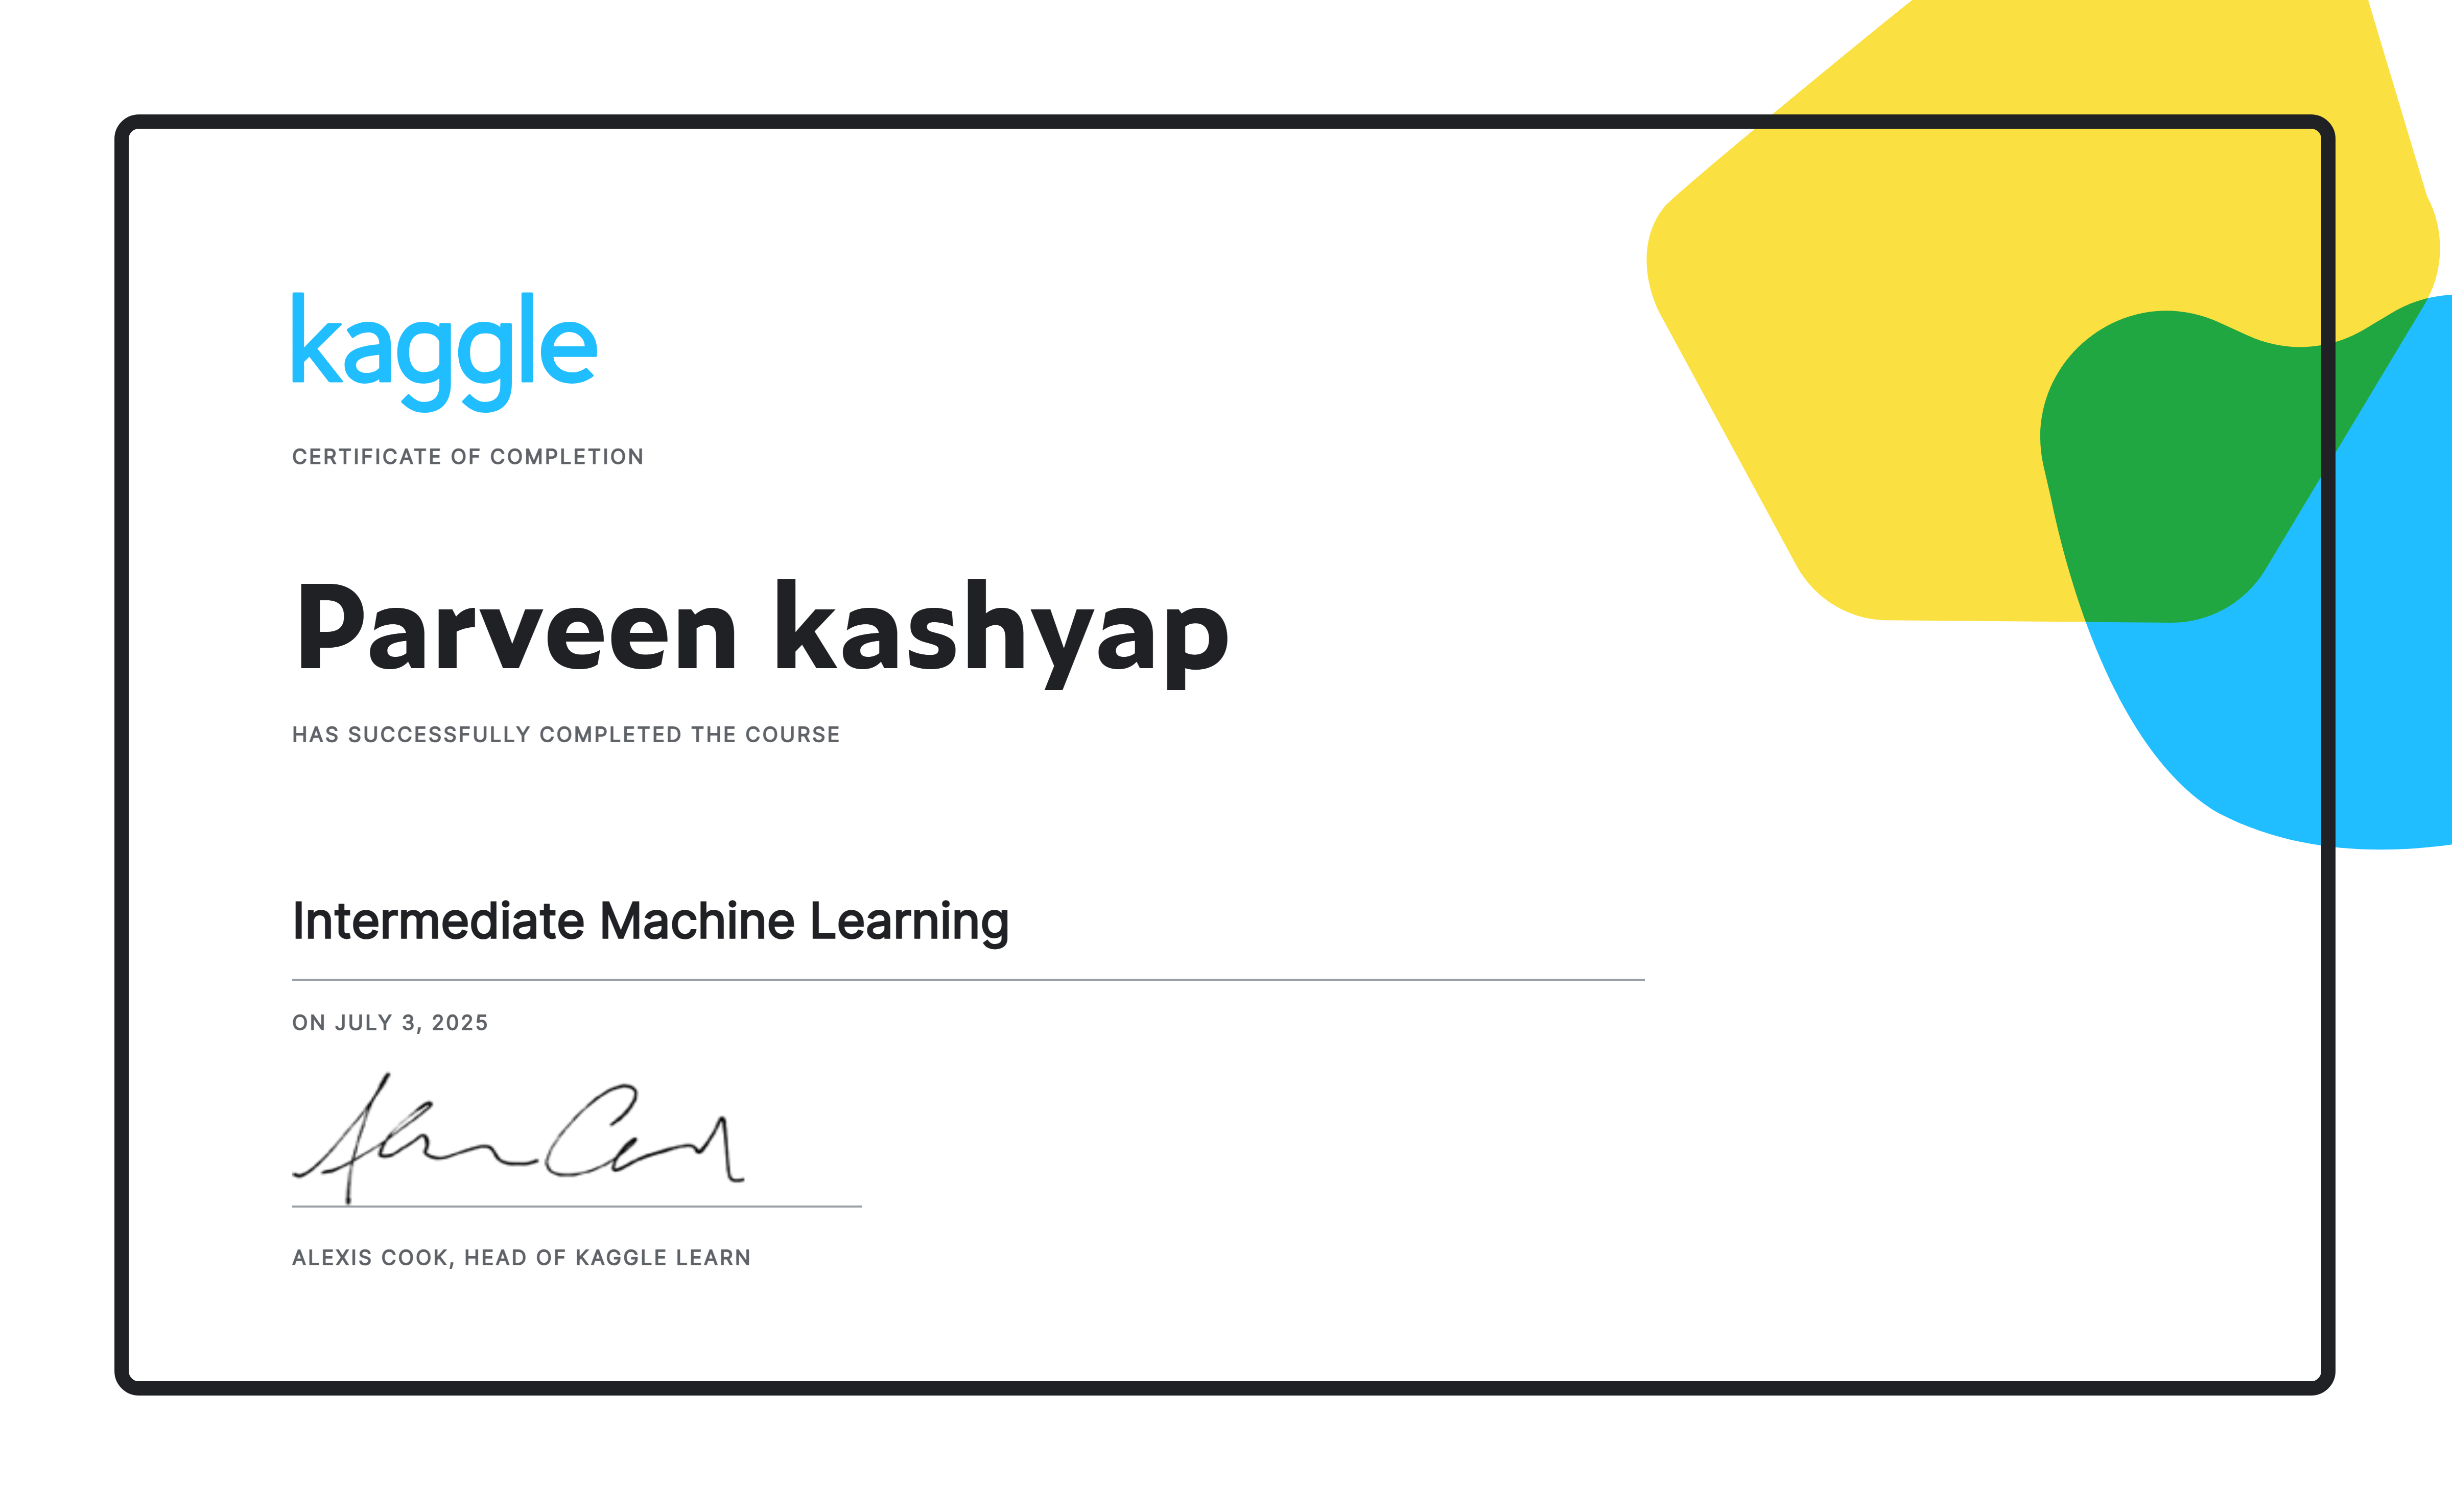 kaggle
CERTIFICATE OF COMPLETION
Parveen kashyap
HAS SUCCESSFULLY COMPLETED THE COURSE
Intermediate Machine Learning
ON JULY 3, 2025
ALEXIS COOK, HEAD OF KAGGLE LEARN